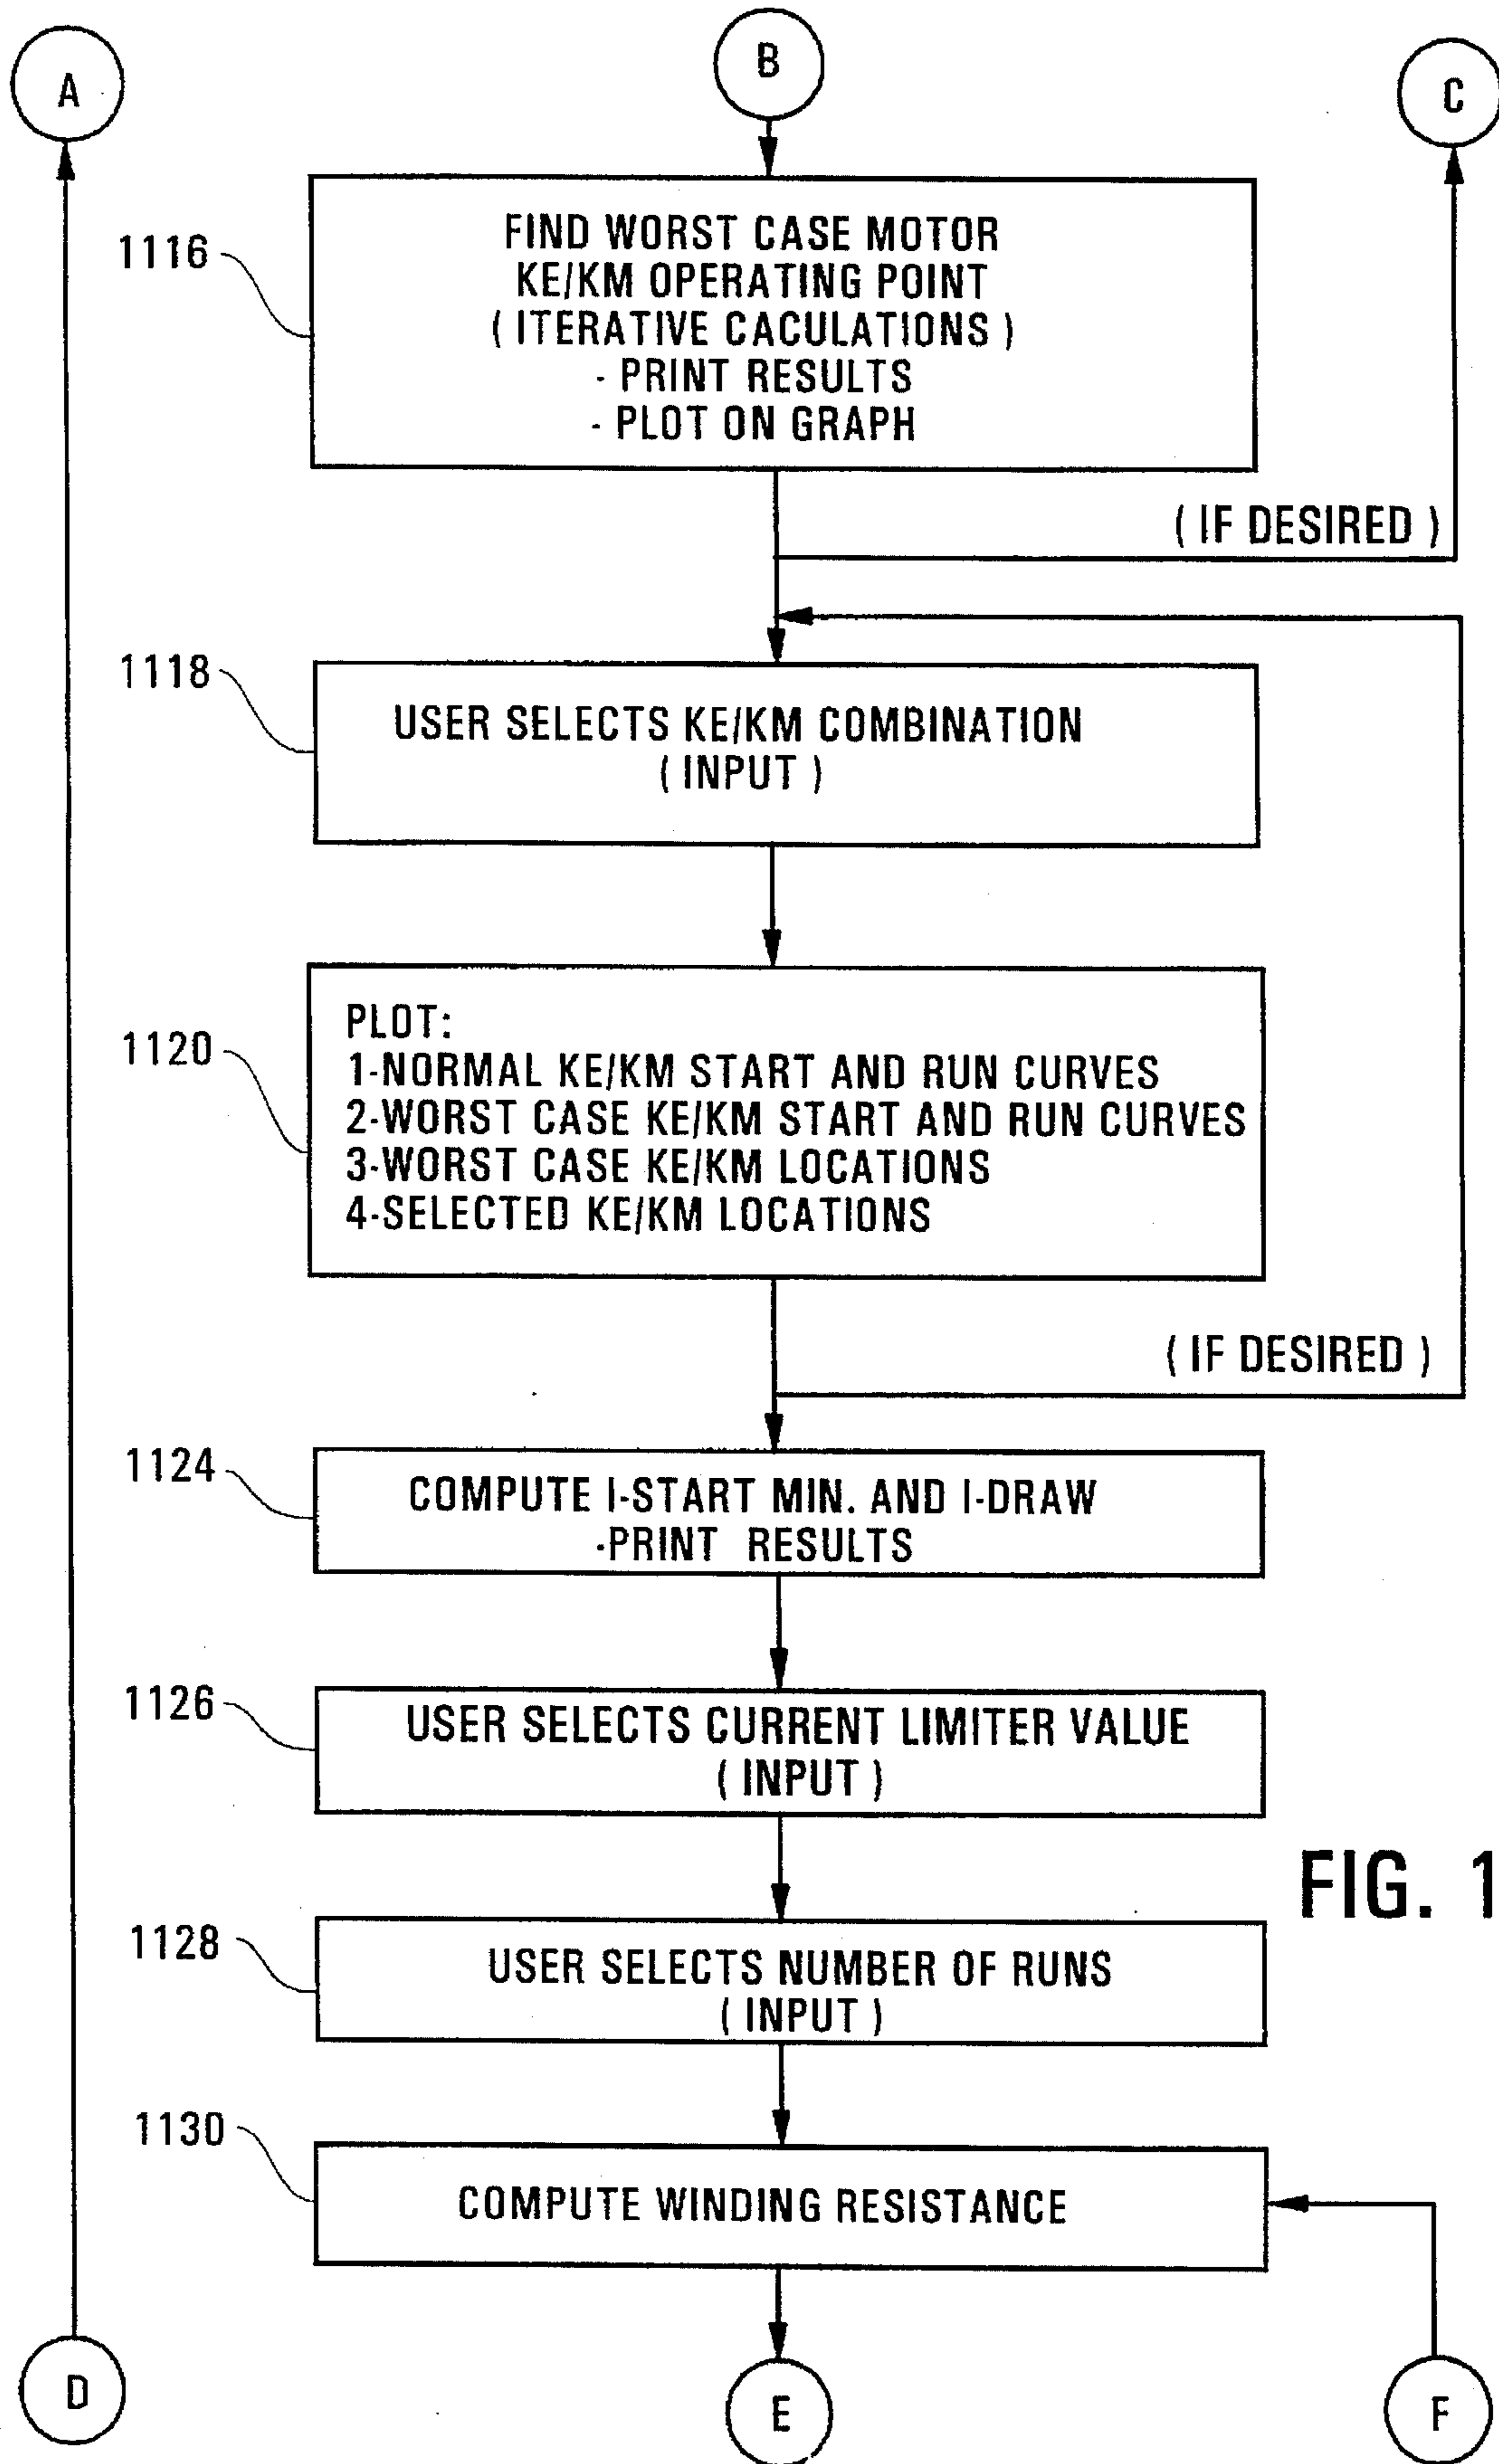 A
B
C
1116
FIND WORST CASE MOTOR
KE/KM OPERATING POINT
( ITERATIVE CACULATIONS )
- PRINT RESULTS
- PLOT ON GRAPH
( IF DESIRED )
1118
USER SELECTS KE/KM COMBINATION
( INPUT )
1120
PLOT:
1-NORMAL KE/KM START AND RUN CURVES
2-WORST CASE KE/KM START AND RUN CURVES
3-WORST CASE KE/KM LOCATIONS
4-SELECTED KE/KM LOCATIONS
( IF DESIRED )
1124
COMPUTE I-START MIN. AND I-DRAW
-PRINT RESULTS
1126
USER SELECTS CURRENT LIMITER VALUE
( INPUT )
FIG. 1
1128
USER SELECTS NUMBER OF RUNS
( INPUT )
1130
COMPUTE WINDING RESISTANCE
D
E
F